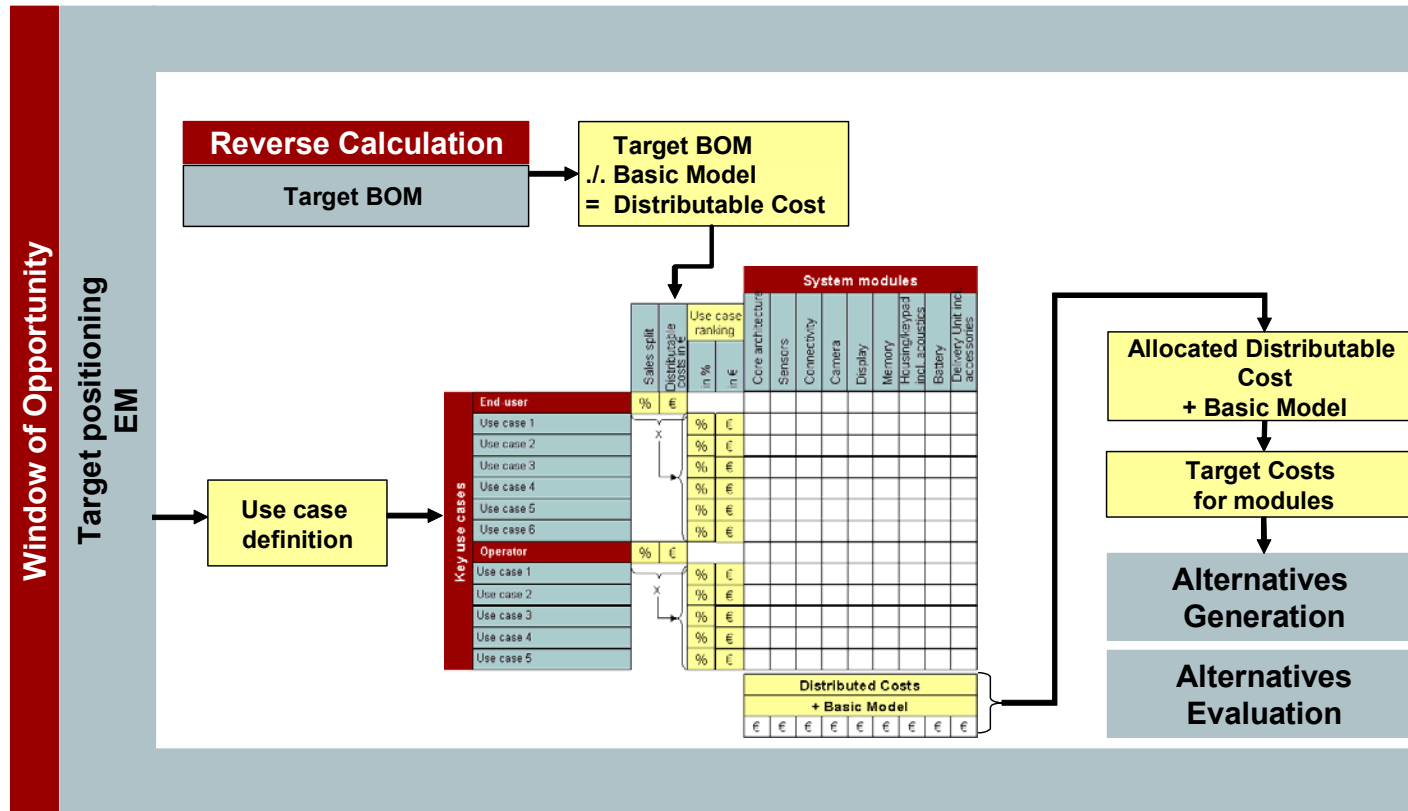 Window of Opportunity
Target positioning
EM
Reverse Calculation
Target BOM
Target BOM
./. Basic Model
= Distributable Cost
Use case
definition
System modules
Sales split
Distributable
costs in €
Use case
ranking
in %
in €
Core architecture
Sensors
Connectivity
Camera
Display
Memory
Housing/keypad
incl. acoustics
Battery
Delivery Unit incl.
accessories
Key use cases
End-user % €
Use case 1 % €
X
Use case 2 % €
Use case 3 % €
Use case 4 % €
Use case 5 % €
Use case 6 % €
Operator % €
Use case 1 % €
X
Use case 2 % €
Use case 3 % €
Use case 4 % €
Use case 5 % €
Distributed Costs
+ Basic Model
€ € € € € € € € €
Allocated Distributable
Cost
+ Basic Model
Target Costs
for modules
Alternatives
Generation
Alternatives
Evaluation